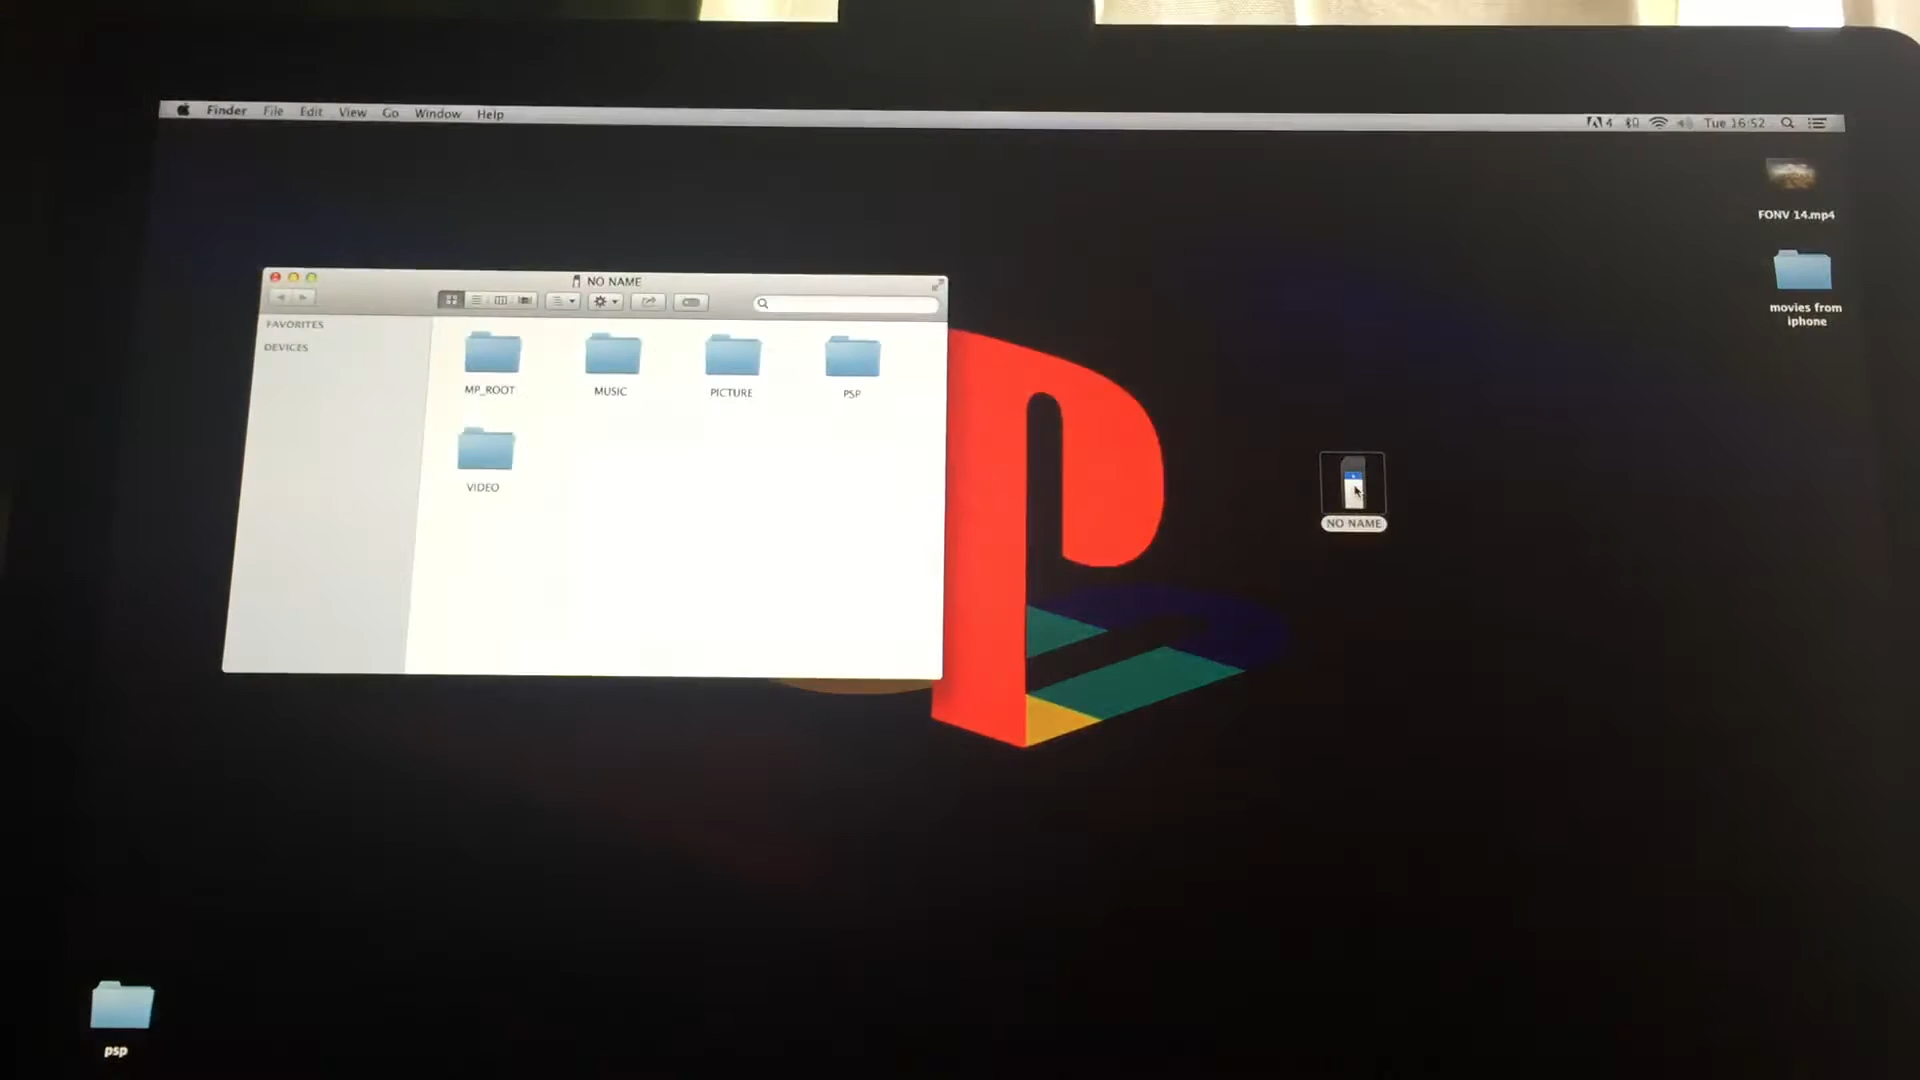 Finder File Edit View Go Window Help
4 Tue 16:52
FONV 14.mp4
movies from
iphone
NO NAME
FAVORITES
DEVICES
MP_ROOT MUSIC PICTURE PSP
VIDEO
NO NAME
psp